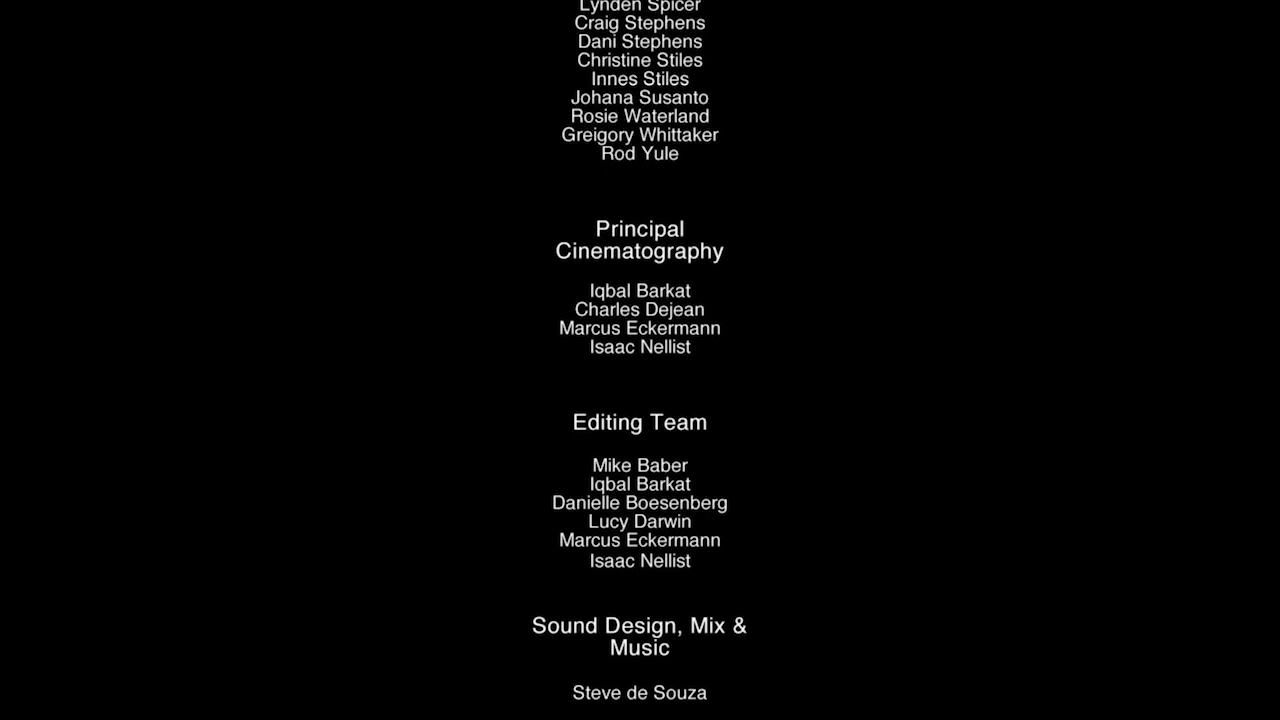 Lynden Spicer
Craig Stephens
Dani Stephens
Christine Stiles
Innes Stiles
Johana Susanto
Rosie Waterland
Greigory Whittaker
Rod Yule
Principal
Cinematography
Iqbal Barkat
Charles Dejean
Marcus Eckermann
Isaac Nellist
Editing Team
Mike Baber
Iqbal Barkat
Danielle Boesenberg
Lucy Darwin
Marcus Eckermann
Isaac Nellist
Sound Design, Mix &
Music
Steve de Souza